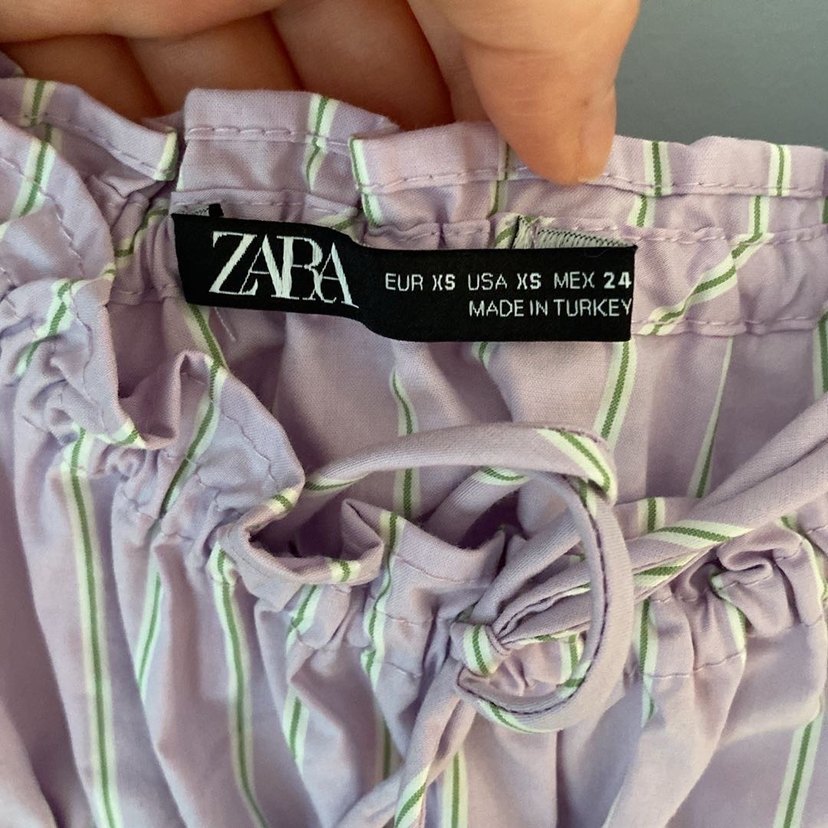 ZARA
EUR XS USA XS MEX 24
MADE IN TURKEY